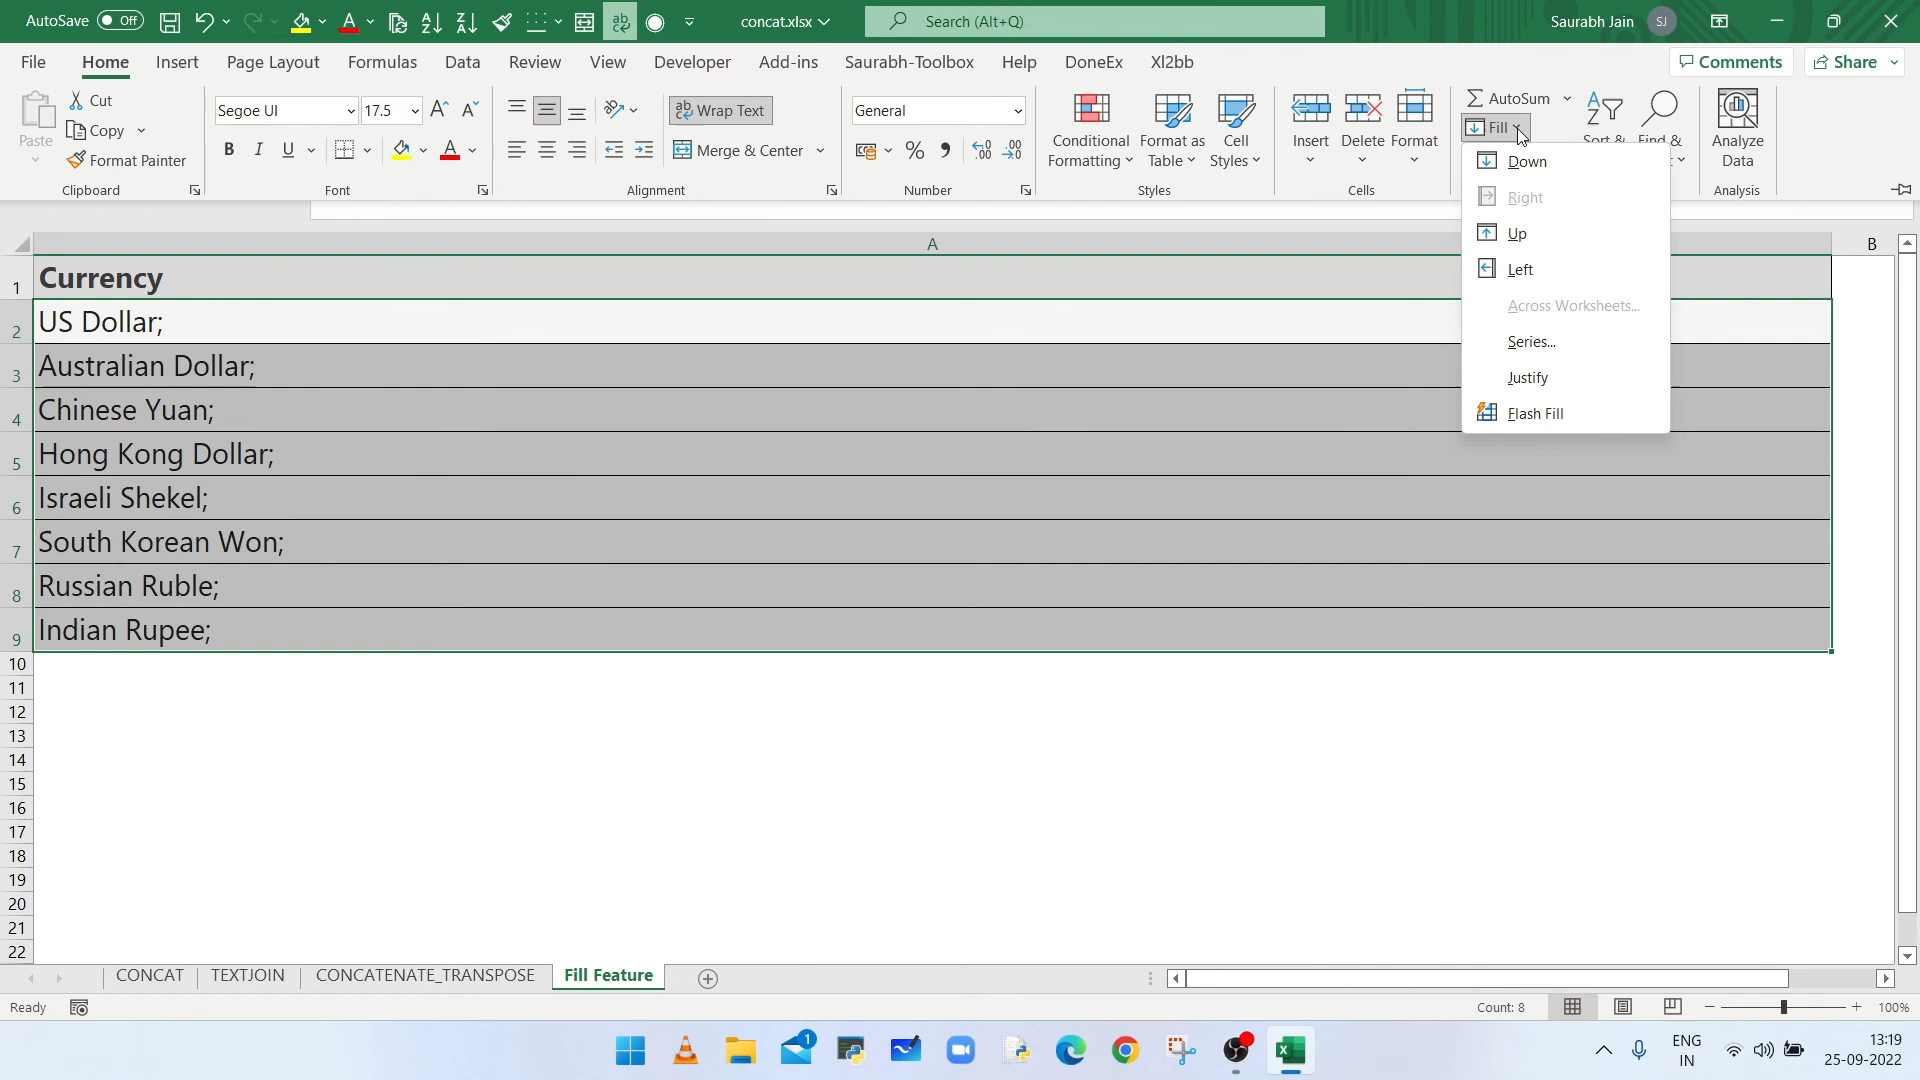 AutoSave Off concat.xlsx Search (Alt+Q) Saurabh Jain SJ
File Home Insert Page Layout Formulas Data Review View Developer Add-ins Saurabh-Toolbox Help DoneEx Xl2bb Comments Share
Paste
Cut
Copy
Format Painter
Clipboard
Segoe UI 17.5
B I U
Font
Wrap Text
Merge & Center
Alignment
General
Number
Conditional Formatting
Format as Table
Cell Styles
Styles
Insert Delete Format
Cells
AutoSum
Fill
Sort & Find &
Analyze Data
Analysis
Down
Right
Up
Left
Across Worksheets...
Series...
Justify
Flash Fill
A B
1 Currency
2 US Dollar;
3 Australian Dollar;
4 Chinese Yuan;
5 Hong Kong Dollar;
6 Israeli Shekel;
7 South Korean Won;
8 Russian Ruble;
9 Indian Rupee;
10
11
12
13
14
15
16
17
18
19
20
21
22
CONCAT TEXTJOIN CONCATENATE_TRANSPOSE Fill Feature
Ready Count: 8 100%
1
ENG
IN
13:19
25-09-2022